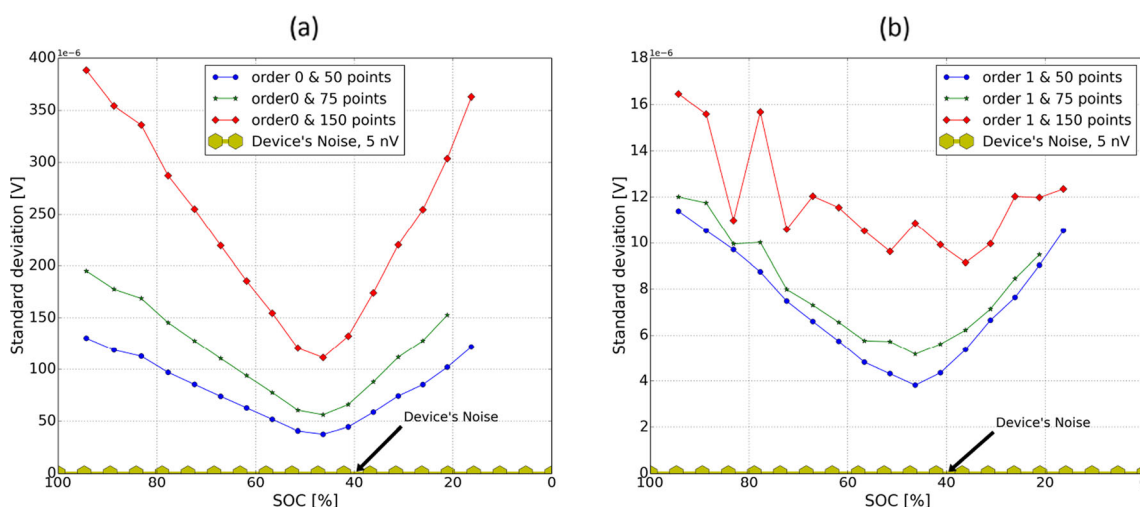 (a)
1e-6
400
350
300
250
200
150
100
50
0
Standard deviation [V]
order 0 & 50 points
order0 & 75 points
order0 & 150 points
Device's Noise, 5 nV
Device's Noise
100
80
60
40
20
0
SOC [%]
(b)
1e-6
18
16
14
12
10
8
6
4
2
0
Standard deviation [V]
order 1 & 50 points
order 1 & 75 points
order 1 & 150 points
Device's Noise, 5 nV
Device's Noise
100
80
60
40
20
SOC [%]